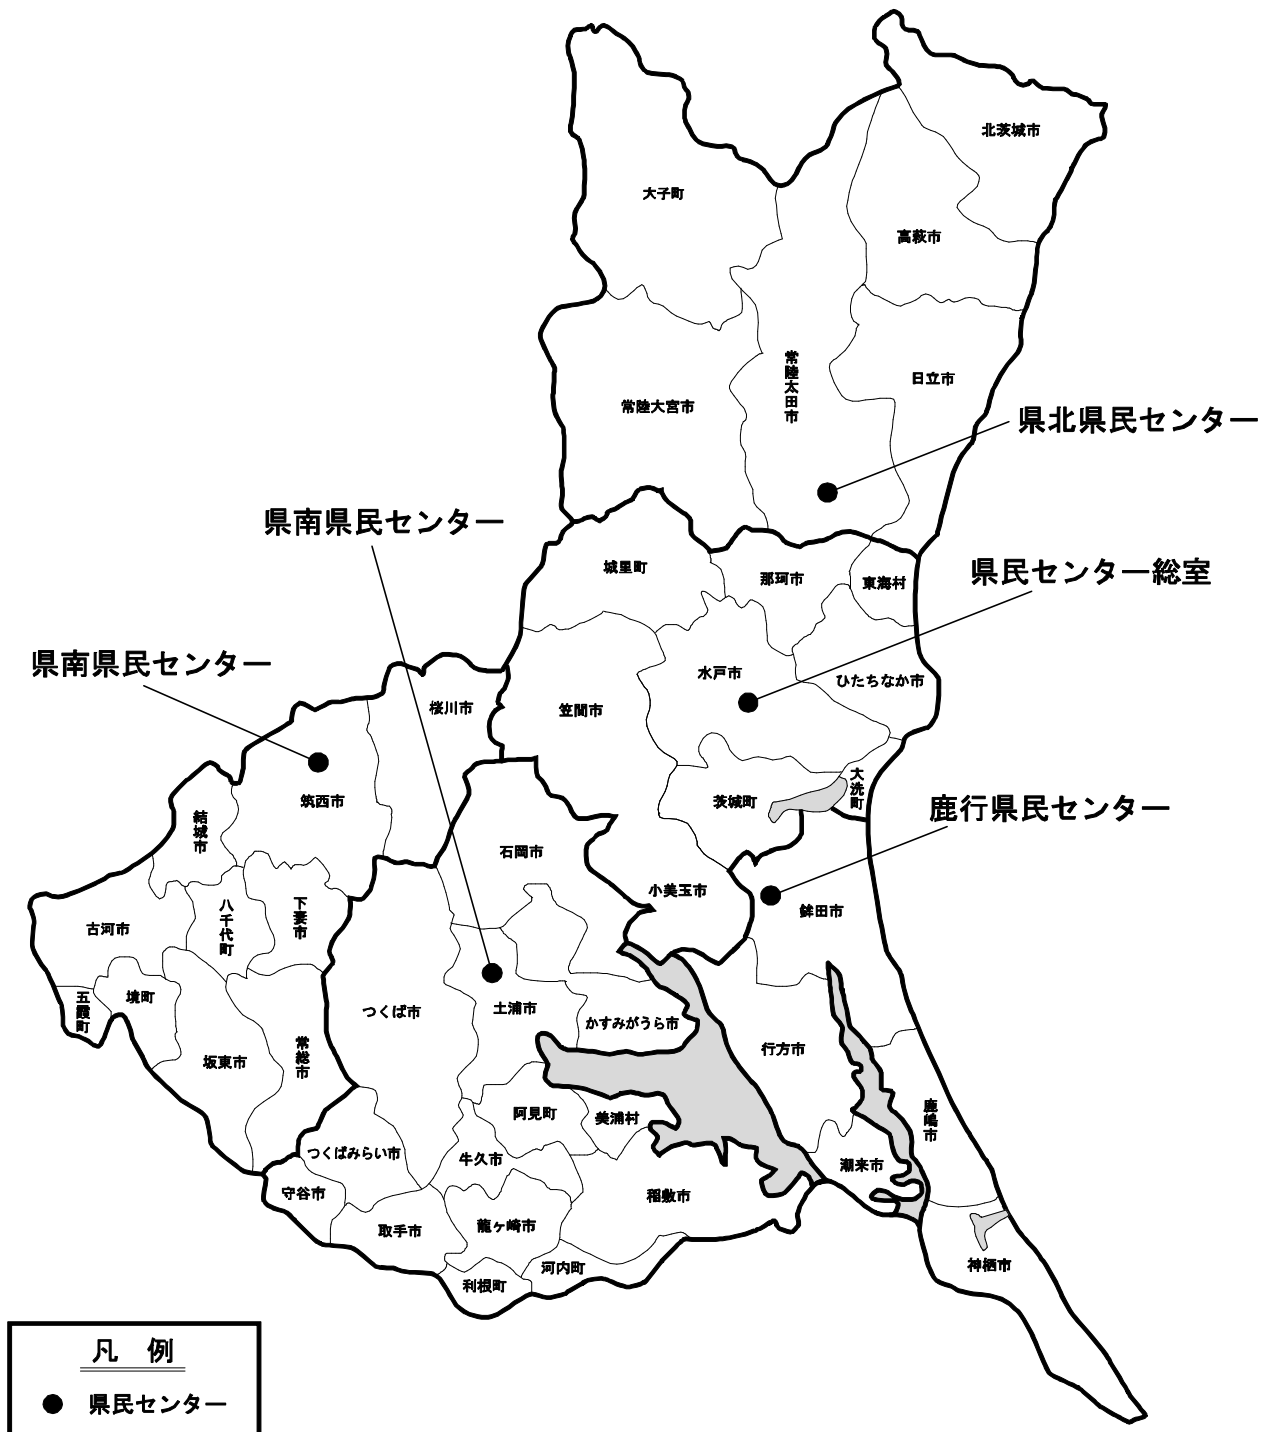 北茨城市
大子町
高萩市
常陸太田市
日立市
常陸大宮市
県北県民センター
県南県民センター
城里町
那珂市
東海村
県民センター総室
県南県民センター
水戸市
ひたちなか市
桜川市
笠間市
筑西市
茨城町
大洗町
鹿行県民センター
結城市
石岡市
小美玉市
鉾田市
古河市
八千代町
下妻市
五霞町
境町
つくば市
土浦市
かすみがうら市
行方市
坂東市
常総市
阿見町
美浦村
鹿嶋市
つくばみらい市
牛久市
潮来市
守谷市
稲敷市
取手市
龍ヶ崎市
神栖市
河内町
利根町
凡 例
● 県民センター